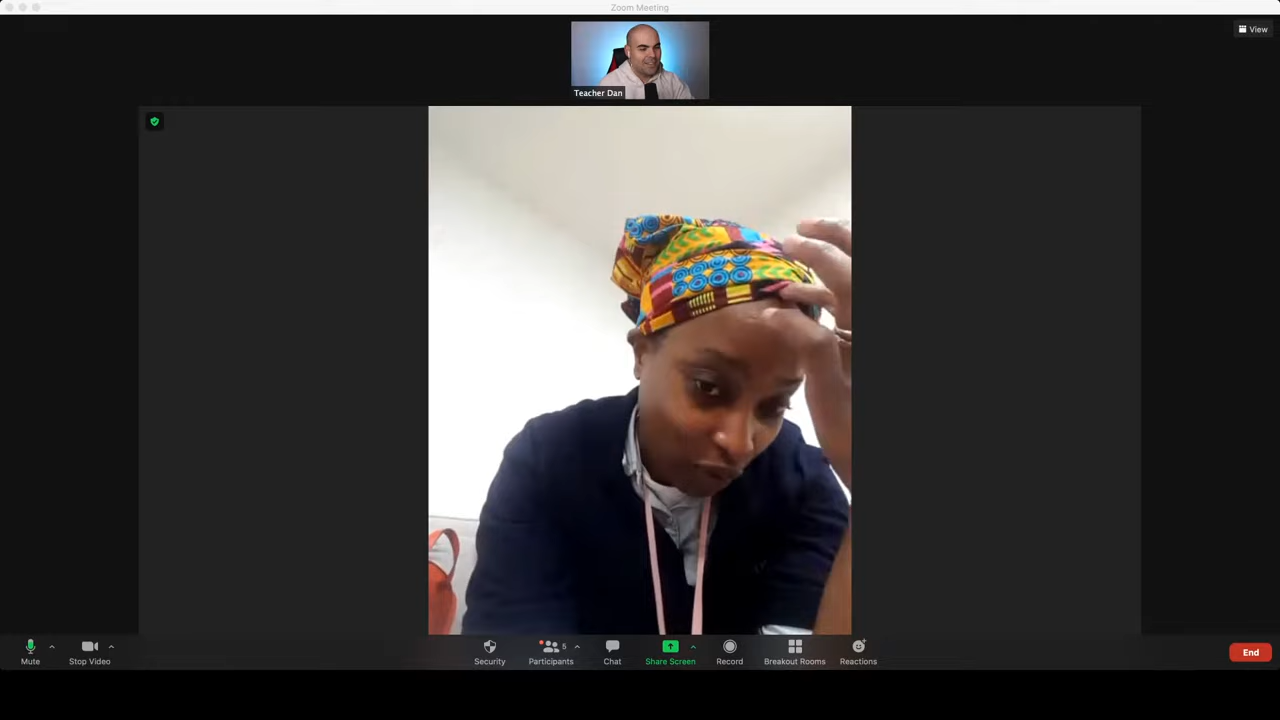 Zoom Meeting
View
Teacher Dan
Mute
Stop Video
Security
Participants
5
Chat
Share Screen
Record
Breakout Rooms
Reactions
End